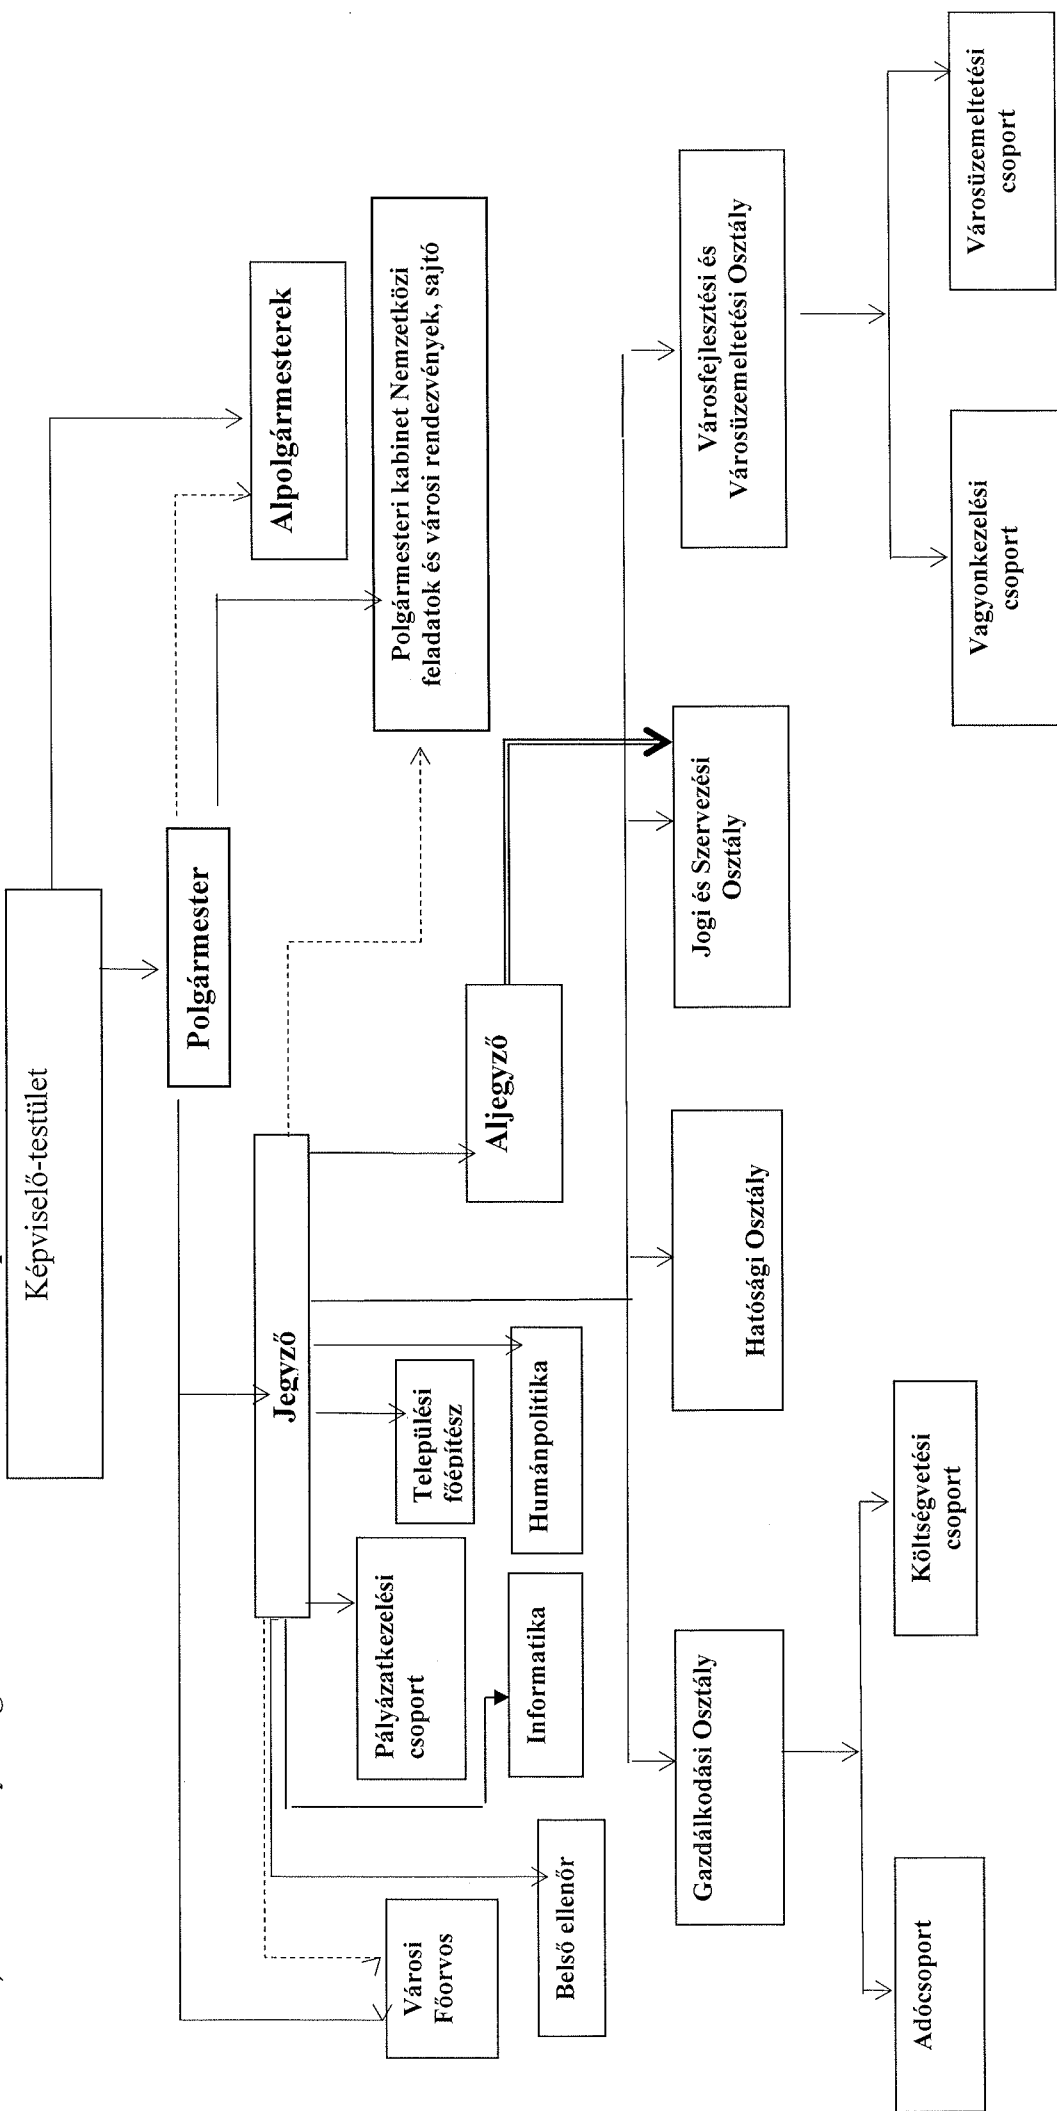 Képviselő-testület
Polgármester
Alpolgármesterek
Polgármesteri kabinet Nemzetközi
feladatok és városi rendezvények, sajtó
Jegyző
Aljegyző
Városi
Főorvos
Belső ellenőr
Pályázatkezelési
csoport
Informatika
Települési
főépítész
Humánpolitika
Gazdálkodási Osztály
Hatósági Osztály
Jogi és Szervezési
Osztály
Városfejlesztési és
Városüzemeltetési Osztály
Adócsoport
Költségvetési
csoport
Vagyonkezelési
csoport
Városüzemeltetési
csoport